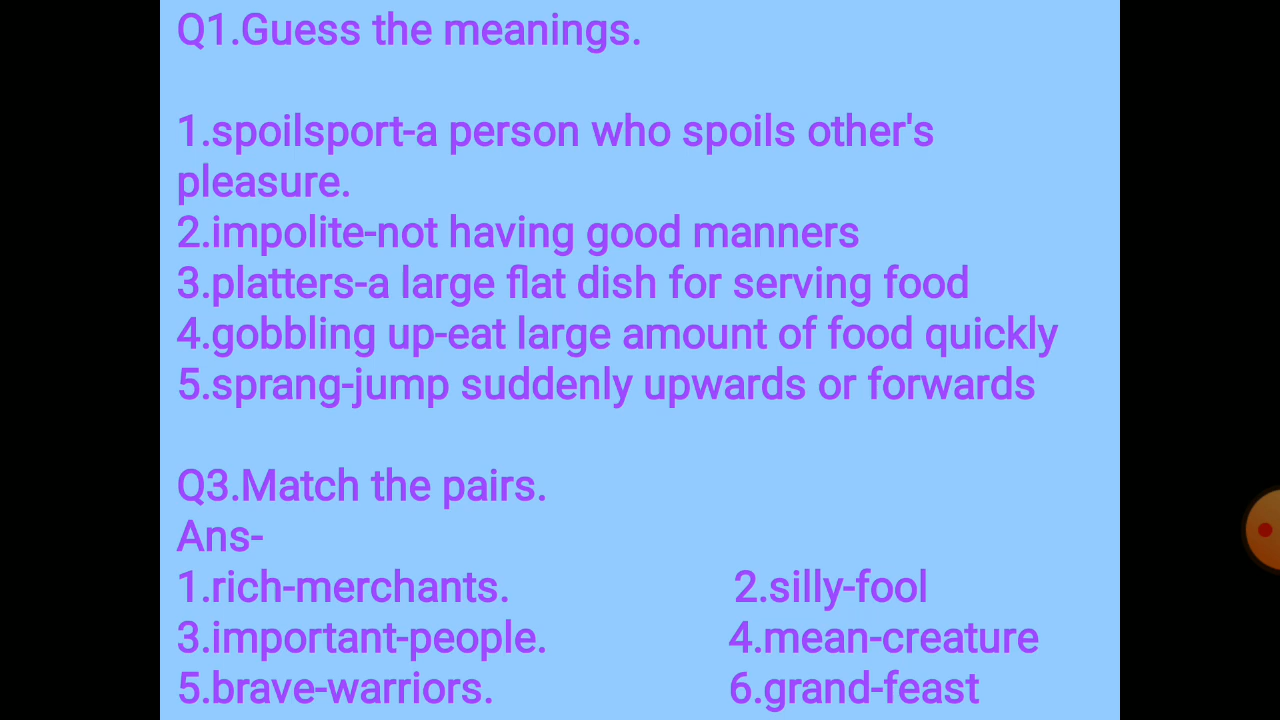 Q1.Guess the meanings.
1.spoilsport-a person who spoils other's
pleasure.
2.impolite-not having good manners
3.platters-a large flat dish for serving food
4.gobbling up-eat large amount of food quickly
5.sprang-jump suddenly upwards or forwards
Q3.Match the pairs.
Ans-
1.rich-merchants. 2.silly-fool
3.important-people. 4.mean-creature
5.brave-warriors. 6.grand-feast